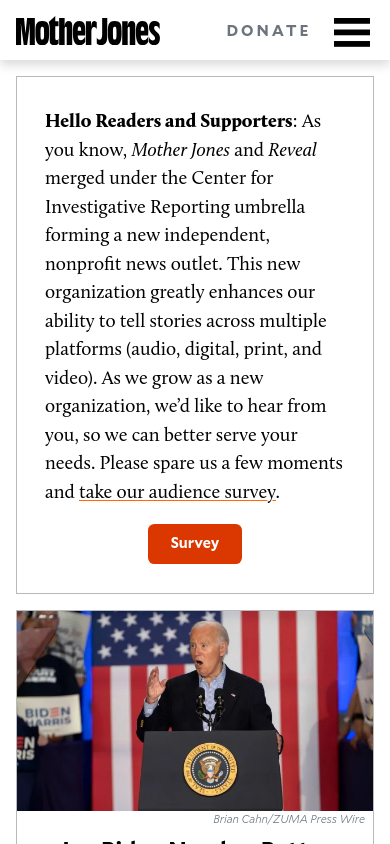 Mother Jones
DONATE
Hello Readers and Supporters: As
you know, Mother Jones and Reveal
merged under the Center for
Investigative Reporting umbrella
forming a new independent,
nonprofit news outlet. This new
organization greatly enhances our
ability to tell stories across multiple
platforms (audio, digital, print, and
video). As we grow as a new
organization, we’d like to hear from
you, so we can better serve your
needs. Please spare us a few moments
and take our audience survey.
Survey
BIDEN
HARRIS
Brian Cahn/ZUMA Press Wire